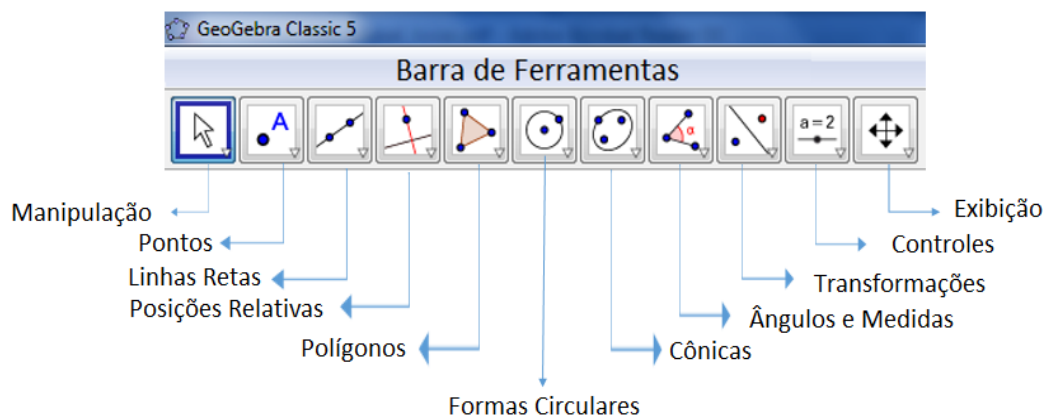 GeoGebra Classic 5
Barra de Ferramentas
A
α
a=2
Manipulação
Exibição
Pontos
Controles
Linhas Retas
Transformações
Posições Relativas
Ângulos e Medidas
Polígonos
Cônicas
Formas Circulares